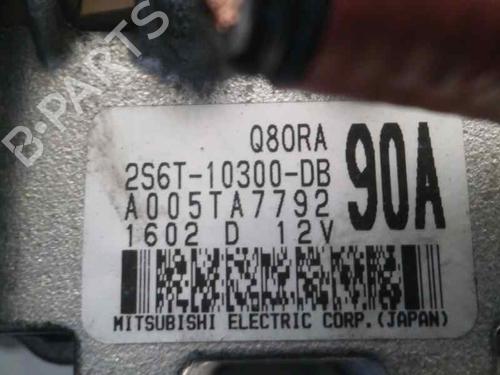 B-PARTS
Q80RA
90A
2S6T-10300-DB
A005TA7792
1602 D 12V
MITSUBISHI ELECTRIC CORP.(JAPAN)